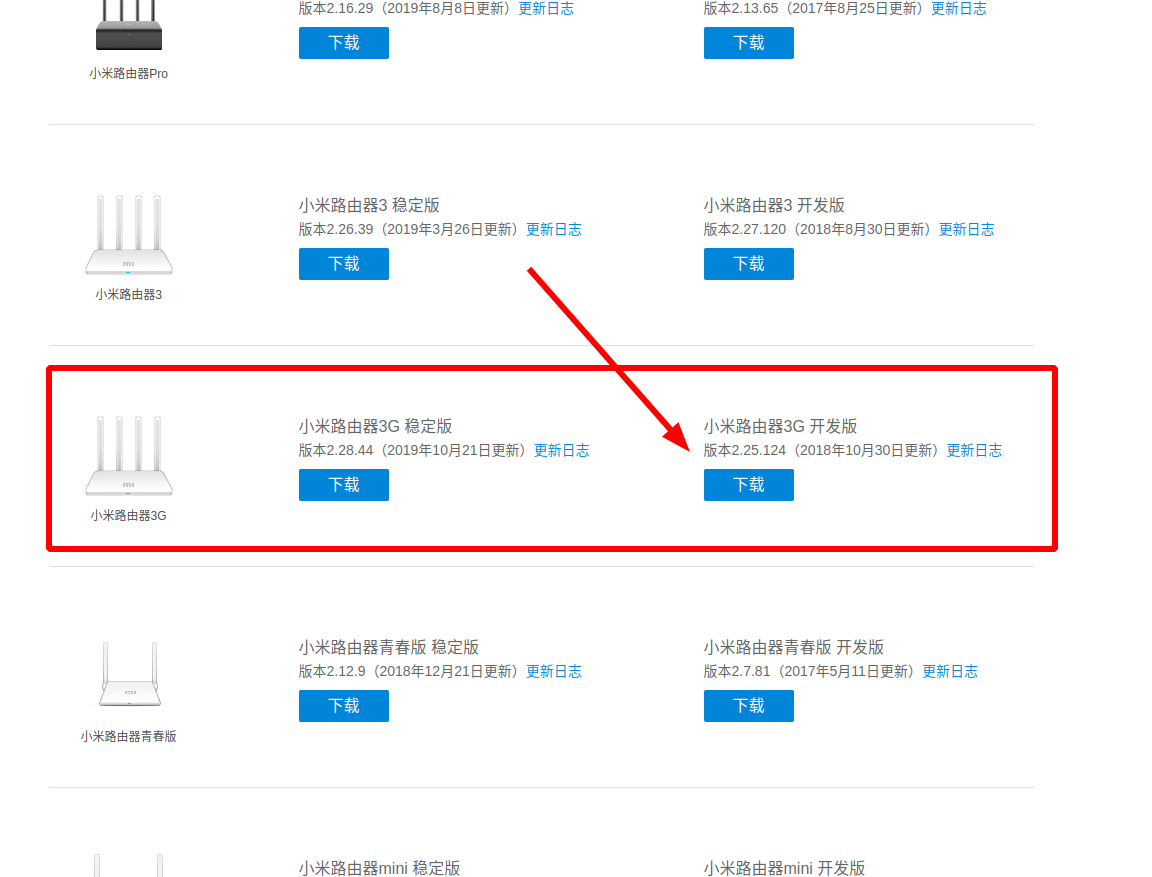 版本2.16.29（2019年8月8日更新）更新日志
版本2.13.65（2017年8月25日更新）更新日志
下载
下载
小米路由器Pro
小米路由器3 稳定版
小米路由器3 开发版
版本2.26.39（2019年3月26日更新）更新日志
版本2.27.120（2018年8月30日更新）更新日志
下载
下载
mi
小米路由器3
小米路由器3G 稳定版
小米路由器3G 开发版
版本2.28.44（2019年10月21日更新）更新日志
版本2.25.124（2018年10月30日更新）更新日志
下载
下载
mi
小米路由器3G
小米路由器青春版 稳定版
小米路由器青春版 开发版
版本2.12.9（2018年12月21日更新）更新日志
版本2.7.81（2017年5月11日更新）更新日志
下载
下载
mi
小米路由器青春版
小米路由器mini 稳定版
小米路由器mini 开发版